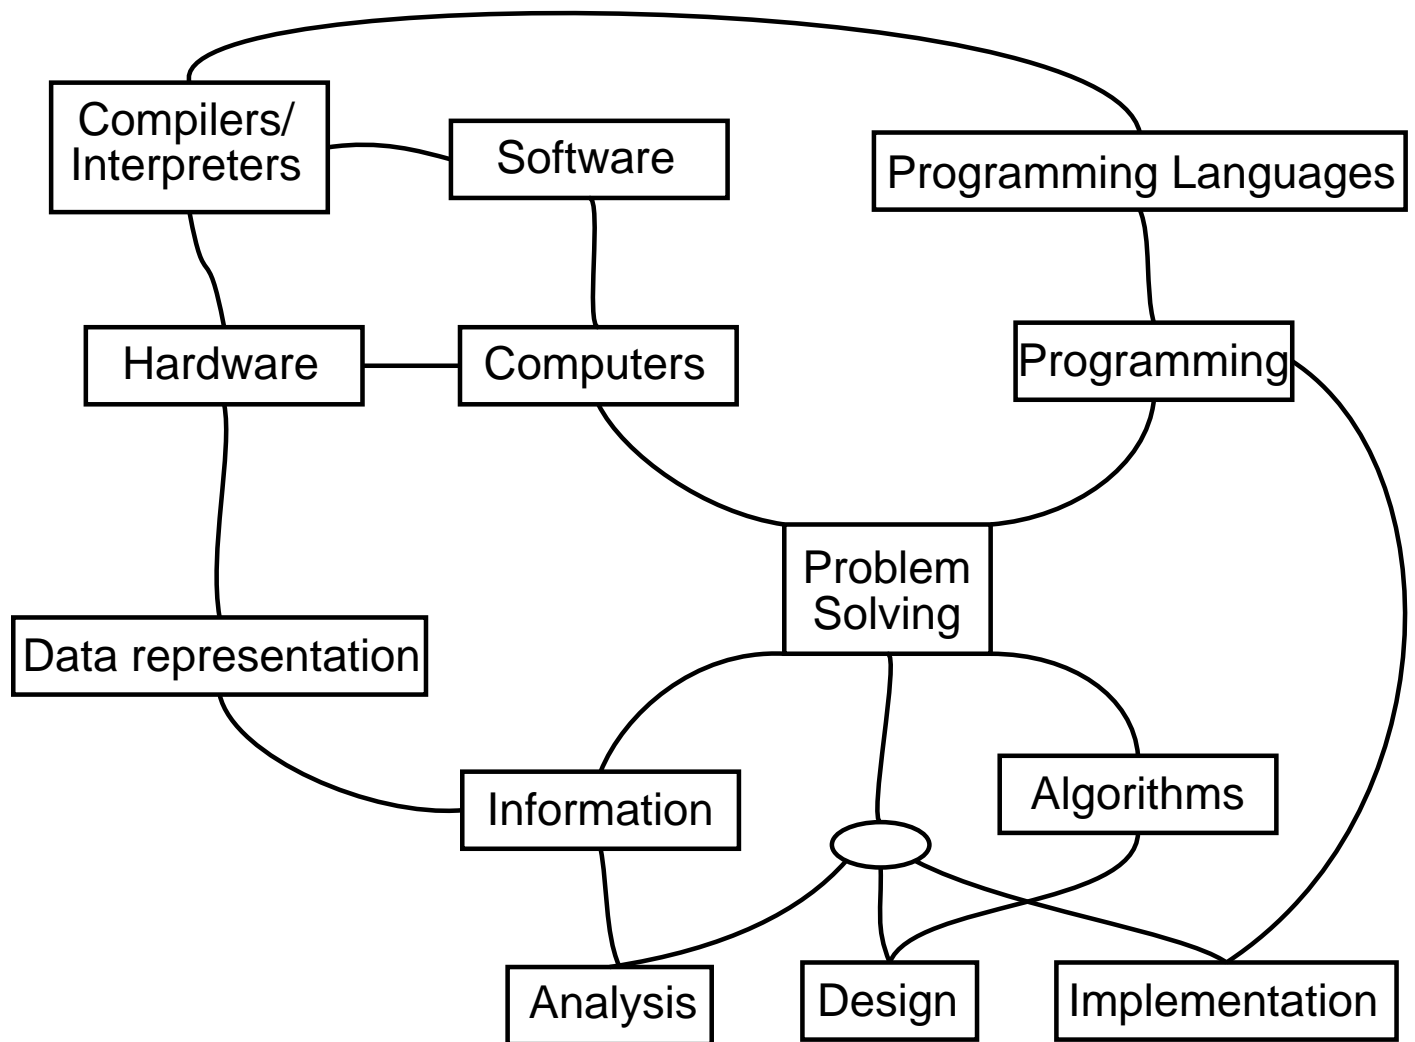 Compilers/
Interpreters
Software
Programming Languages
Hardware
Computers
Programming
Problem
Solving
Data representation
Information
Algorithms
Analysis
Design
Implementation